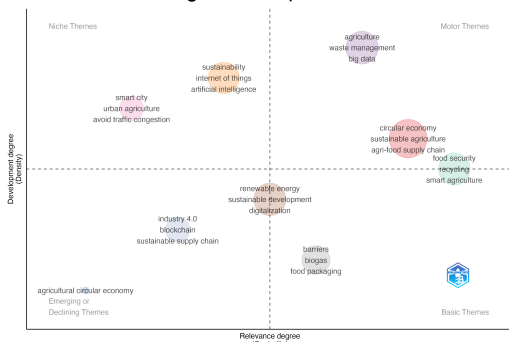 Niche Themes
Motor Themes
agriculture
waste management
big data
sustainability
internet of things
artificial intelligence
smart city
urban agriculture
avoid traffic congestion
circular economy
sustainable agriculture
agri-food supply chain
food security
recycling
smart agriculture
Development degree
(Density)
renewable energy
sustainable development
digitalization
industry 4.0
blockchain
sustainable supply chain
barriers
biogas
food packaging
agricultural circular economy
Emerging or
Declining Themes
Basic Themes
Relevance degree